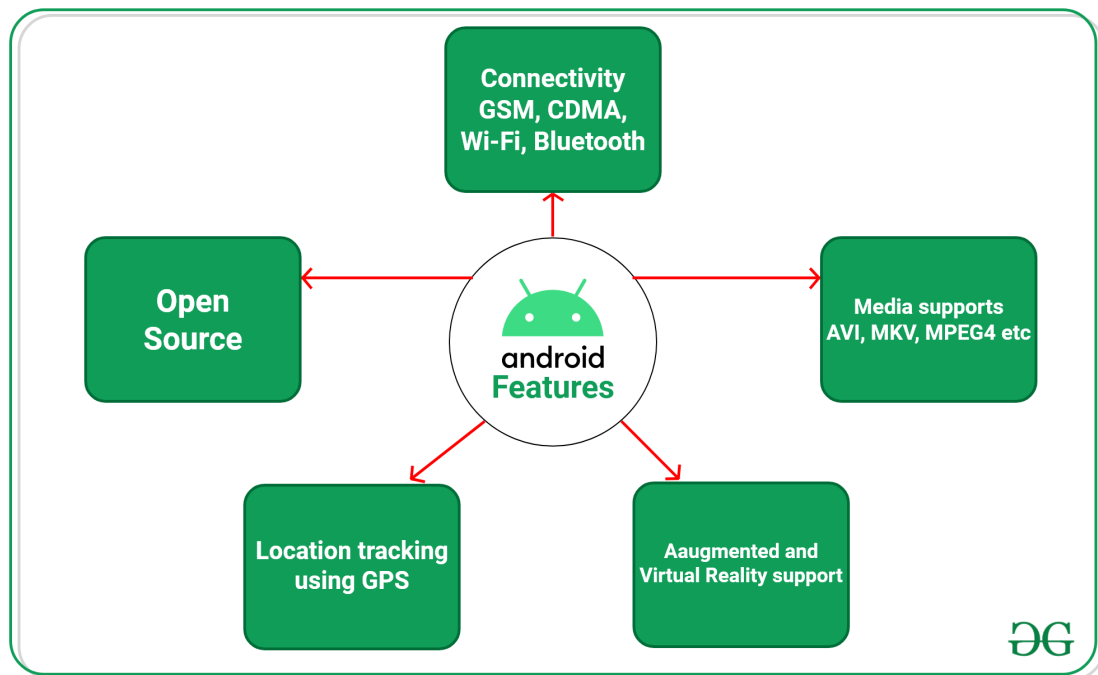 Connectivity
GSM, CDMA,
Wi-Fi, Bluetooth
Open
Source
android
Features
Media supports
AVI, MKV, MPEG4 etc
Location tracking
using GPS
Aaugmented and
Virtual Reality support